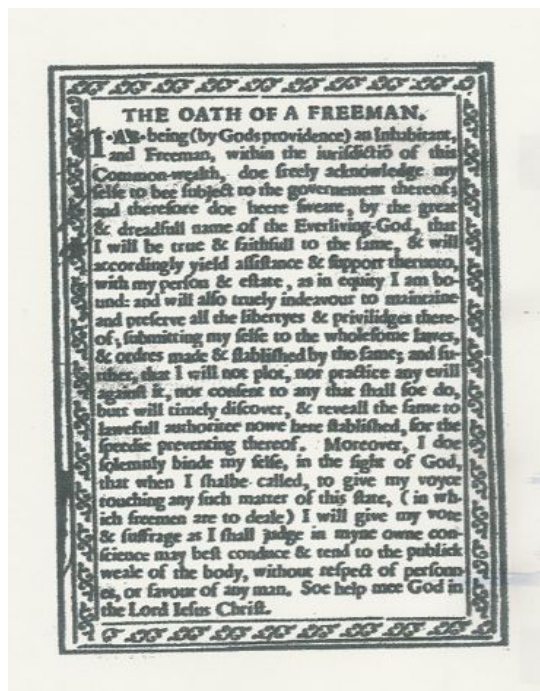 THE OATH OF A FREEMAN.
I·AB· being (by Gods providence) an Inhabitant,
and Freeman, within the iurisdictiō of this
Common-wealth, doe freely acknowledge my
selfe to bee subject to the governement thereof;
and therefore doe heere sweare, by the great
& dreadfull name of the Everliving-God, that
I will be true & faithfull to the same, & will
accordingly yield assistance & support therunto,
with my person & estate, as in equity I am bo-
und: and will also truely indeavour to maintaine
and preserve all the libertyes & privilidges there-
of, submitting my selfe to the wholesome lawes,
& ordres made & stablished by the same; and fu-
rther, that I will not plot, nor practice any evill
against it, nor consent to any that shall soe do,
butt will timely discover, & reveall the same to
lawefull authoritee nowe here stablished, for the
speedie preventing thereof. Moreover, I doe
solemnly binde my selfe, in the sight of God,
that when I shalbe called, to give my voyce
touching any such matter of this state, (in wh-
ich freemen are to deale) I will give my vote
& suffrage as I shall judge in myne owne con-
science may best conduce & tend to the publick
weale of the body, without respect of personn-
es, or favour of any man. Soe help mee God in
the Lord Iesus Christ.